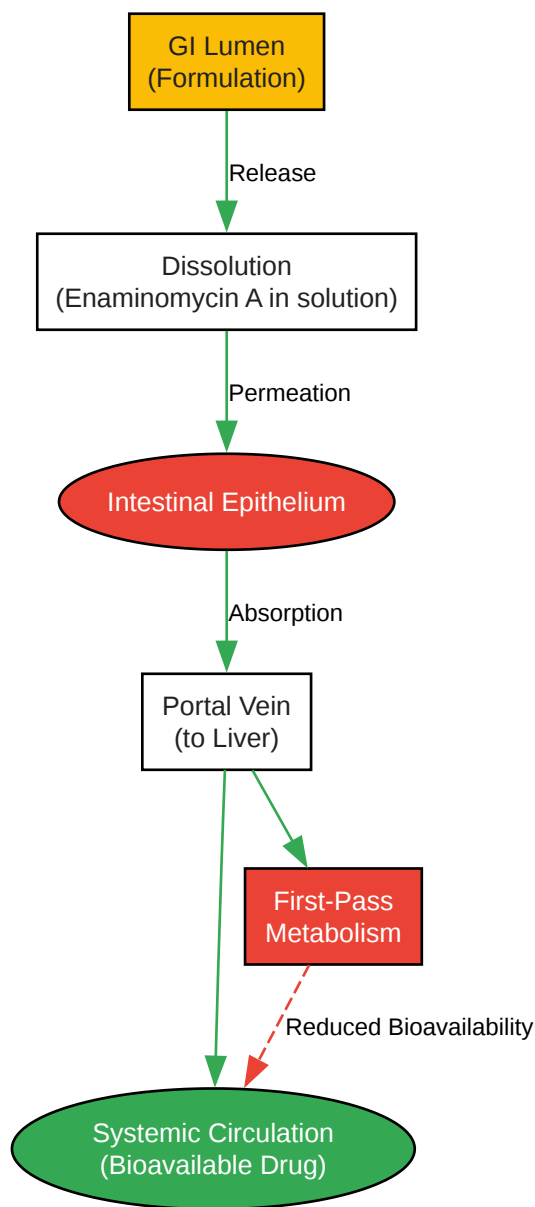 GI Lumen
(Formulation)
Release
Dissolution
(Enaminomycin A in solution)
Permeation
Intestinal Epithelium
Absorption
Portal Vein
(to Liver)
First-Pass
Metabolism
Reduced Bioavailability
Systemic Circulation
(Bioavailable Drug)